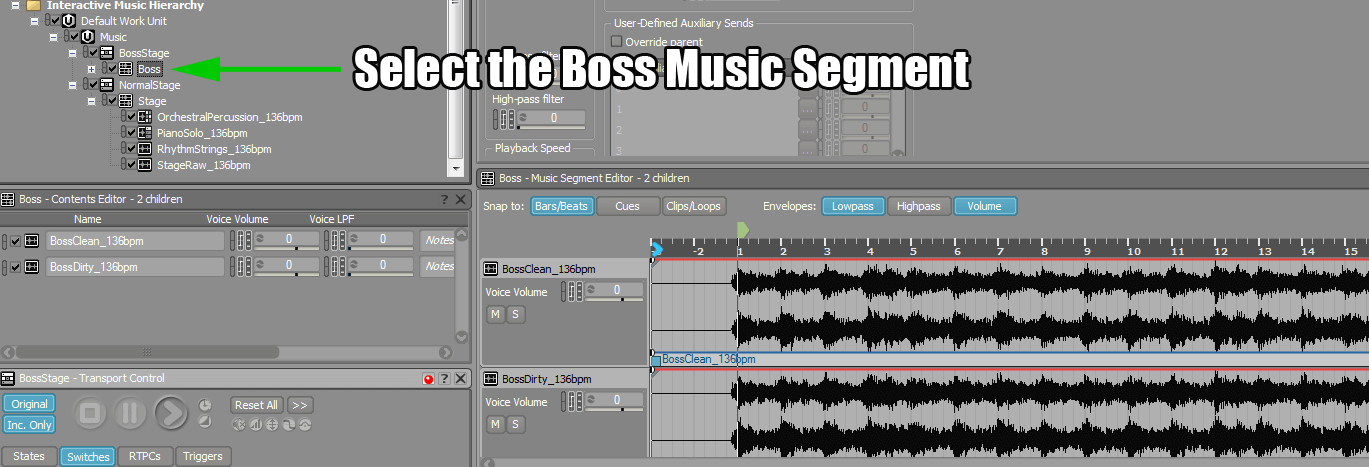 Interactive Music Hierarchy
Default Work Unit
Music
BossStage
Boss
NormalStage
Stage
OrchestralPercussion_136bpm
PianoSolo_136bpm
RhythmStrings_136bpm
StageRaw_136bpm
Select the Boss Music Segment
High-pass filter
0
Playback Speed
User-Defined Auxiliary Sends
Override parent
1 ... 0
2 ... 0
3 ... 0
Boss - Contents Editor - 2 children
Name Voice Volume Voice LPF
BossClean_136bpm 0 0 Notes
BossDirty_136bpm 0 0 Notes
BossStage - Transport Control
Original
Inc. Only
Reset All >>
States Switches RTPCs Triggers
Boss - Music Segment Editor - 2 children
Snap to: Bars/Beats Cues Clips/Loops Envelopes: Lowpass Highpass Volume
-2 1 2 3 4 5 6 7 8 9 10 11 12 13 14 15
BossClean_136bpm
Voice Volume 0
M S
BossClean_136bpm
BossDirty_136bpm
Voice Volume 0
M S